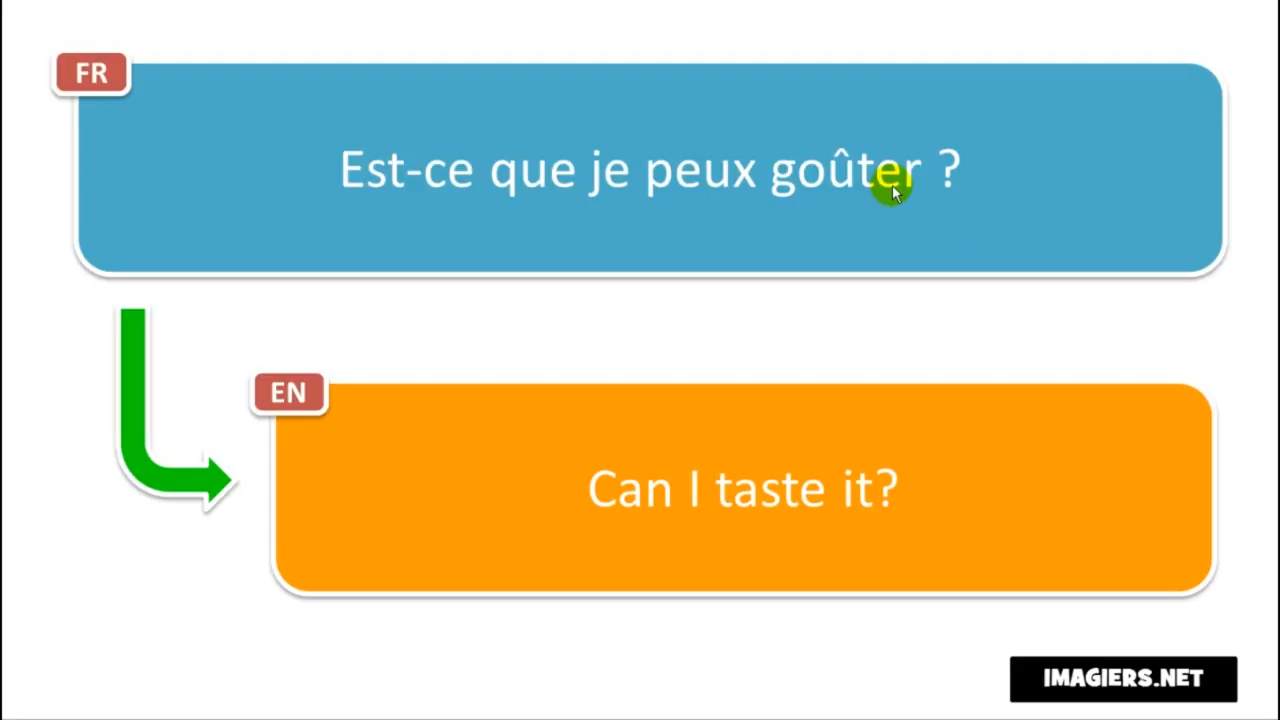 FR
Est-ce que je peux goûter ?
EN
Can I taste it?
IMAGIERS.NET